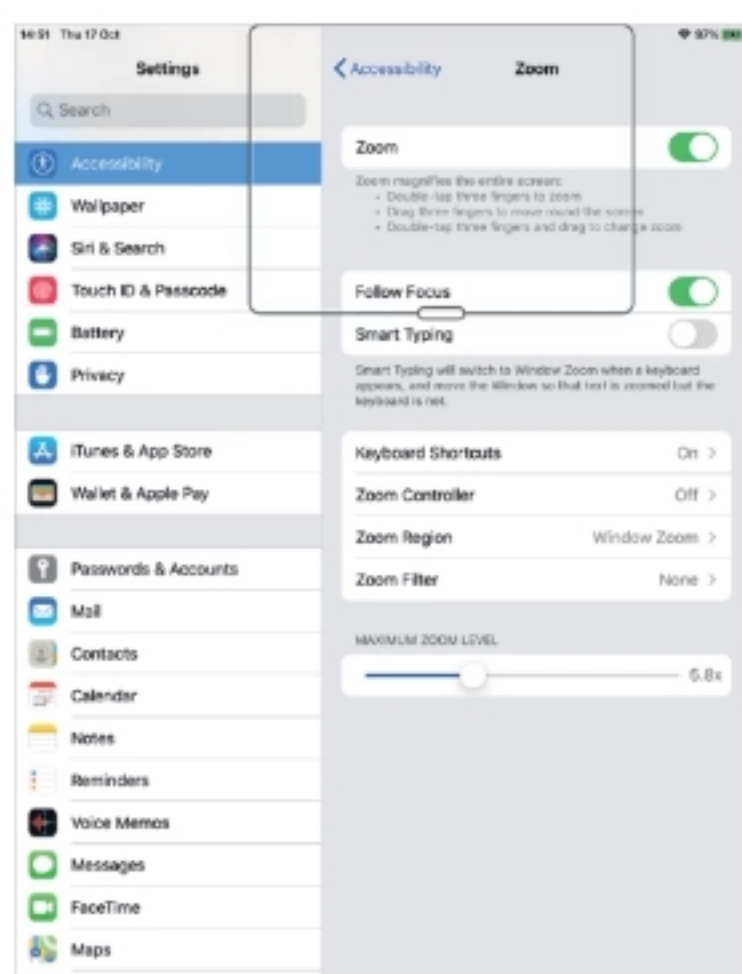 14:51 Thu 17 Oct
97%
Settings
Search
Accessibility
Wallpaper
Siri & Search
Touch ID & Passcode
Battery
Privacy
iTunes & App Store
Wallet & Apple Pay
Passwords & Accounts
Mail
Contacts
Calendar
Notes
Reminders
Voice Memos
Messages
FaceTime
Maps
Accessibility
Zoom
Zoom
Zoom magnifies the entire screen:
• Double-tap three fingers to zoom
• Drag three fingers to move round the screen
• Double-tap three fingers and drag to change zoom
Follow Focus
Smart Typing
Smart Typing will switch to Window Zoom when a keyboard
appears, and move the Window so that text is zoomed but the
keyboard is not.
Keyboard Shortcuts On
Zoom Controller Off
Zoom Region Window Zoom
Zoom Filter None
MAXIMUM ZOOM LEVEL
5.8x